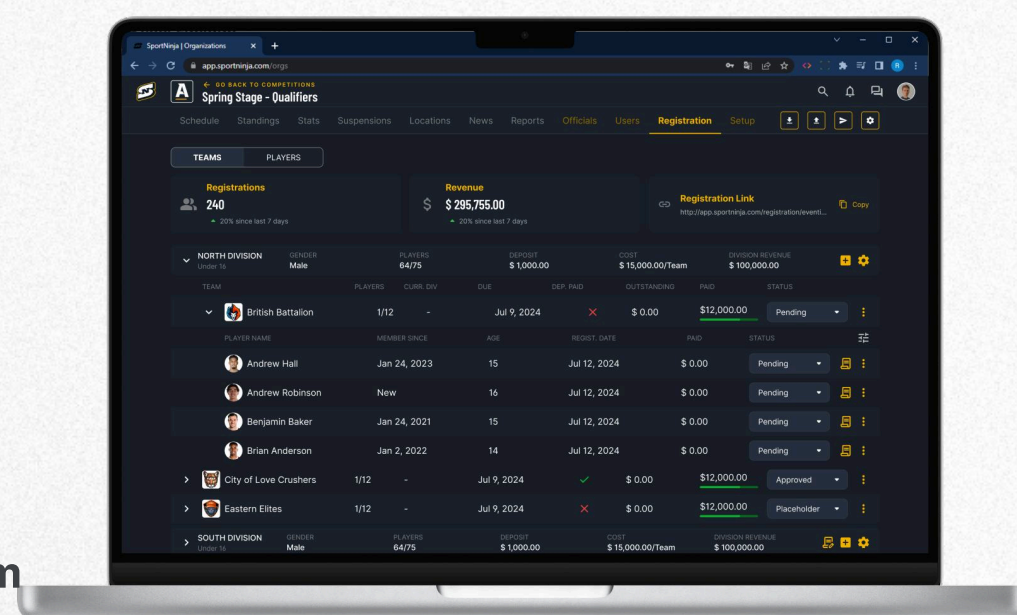 SportNinja | Organizations
app.sportninja.com/orgs
R
A
GO BACK TO COMPETITIONS
Spring Stage - Qualifiers
Schedule Standings Stats Suspensions Locations News Reports Officials Users Registration Setup
TEAMS PLAYERS
Registrations
240
20% since last 7 days
Revenue
$ 295,755.00
20% since last 7 days
Registration Link
http://app.sportninja.com/registration/eventi...
Copy
NORTH DIVISION GENDER PLAYERS DEPOSIT COST DIVISION REVENUE
Under 16 Male 64/75 $ 1,000.00 $ 15,000.00/Team $ 100,000.00
TEAM PLAYERS CURR. DIV DUE DEP. PAID OUTSTANDING PAID STATUS
British Battalion 1/12 - Jul 9, 2024 $ 0.00 $12,000.00 Pending
PLAYER NAME MEMBER SINCE AGE REGIST. DATE PAID STATUS
Andrew Hall Jan 24, 2023 15 Jul 12, 2024 $ 0.00 Pending
Andrew Robinson New 16 Jul 12, 2024 $ 0.00 Pending
Benjamin Baker Jan 24, 2021 15 Jul 12, 2024 $ 0.00 Pending
Brian Anderson Jan 2, 2022 14 Jul 12, 2024 $ 0.00 Pending
City of Love Crushers 1/12 - Jul 9, 2024 $ 0.00 $12,000.00 Approved
Eastern Elites 1/12 - Jul 9, 2024 $ 0.00 $12,000.00 Placeholder
SOUTH DIVISION GENDER PLAYERS DEPOSIT COST DIVISION REVENUE
Under 16 Male 64/75 $ 1,000.00 $ 15,000.00/Team $ 100,000.00